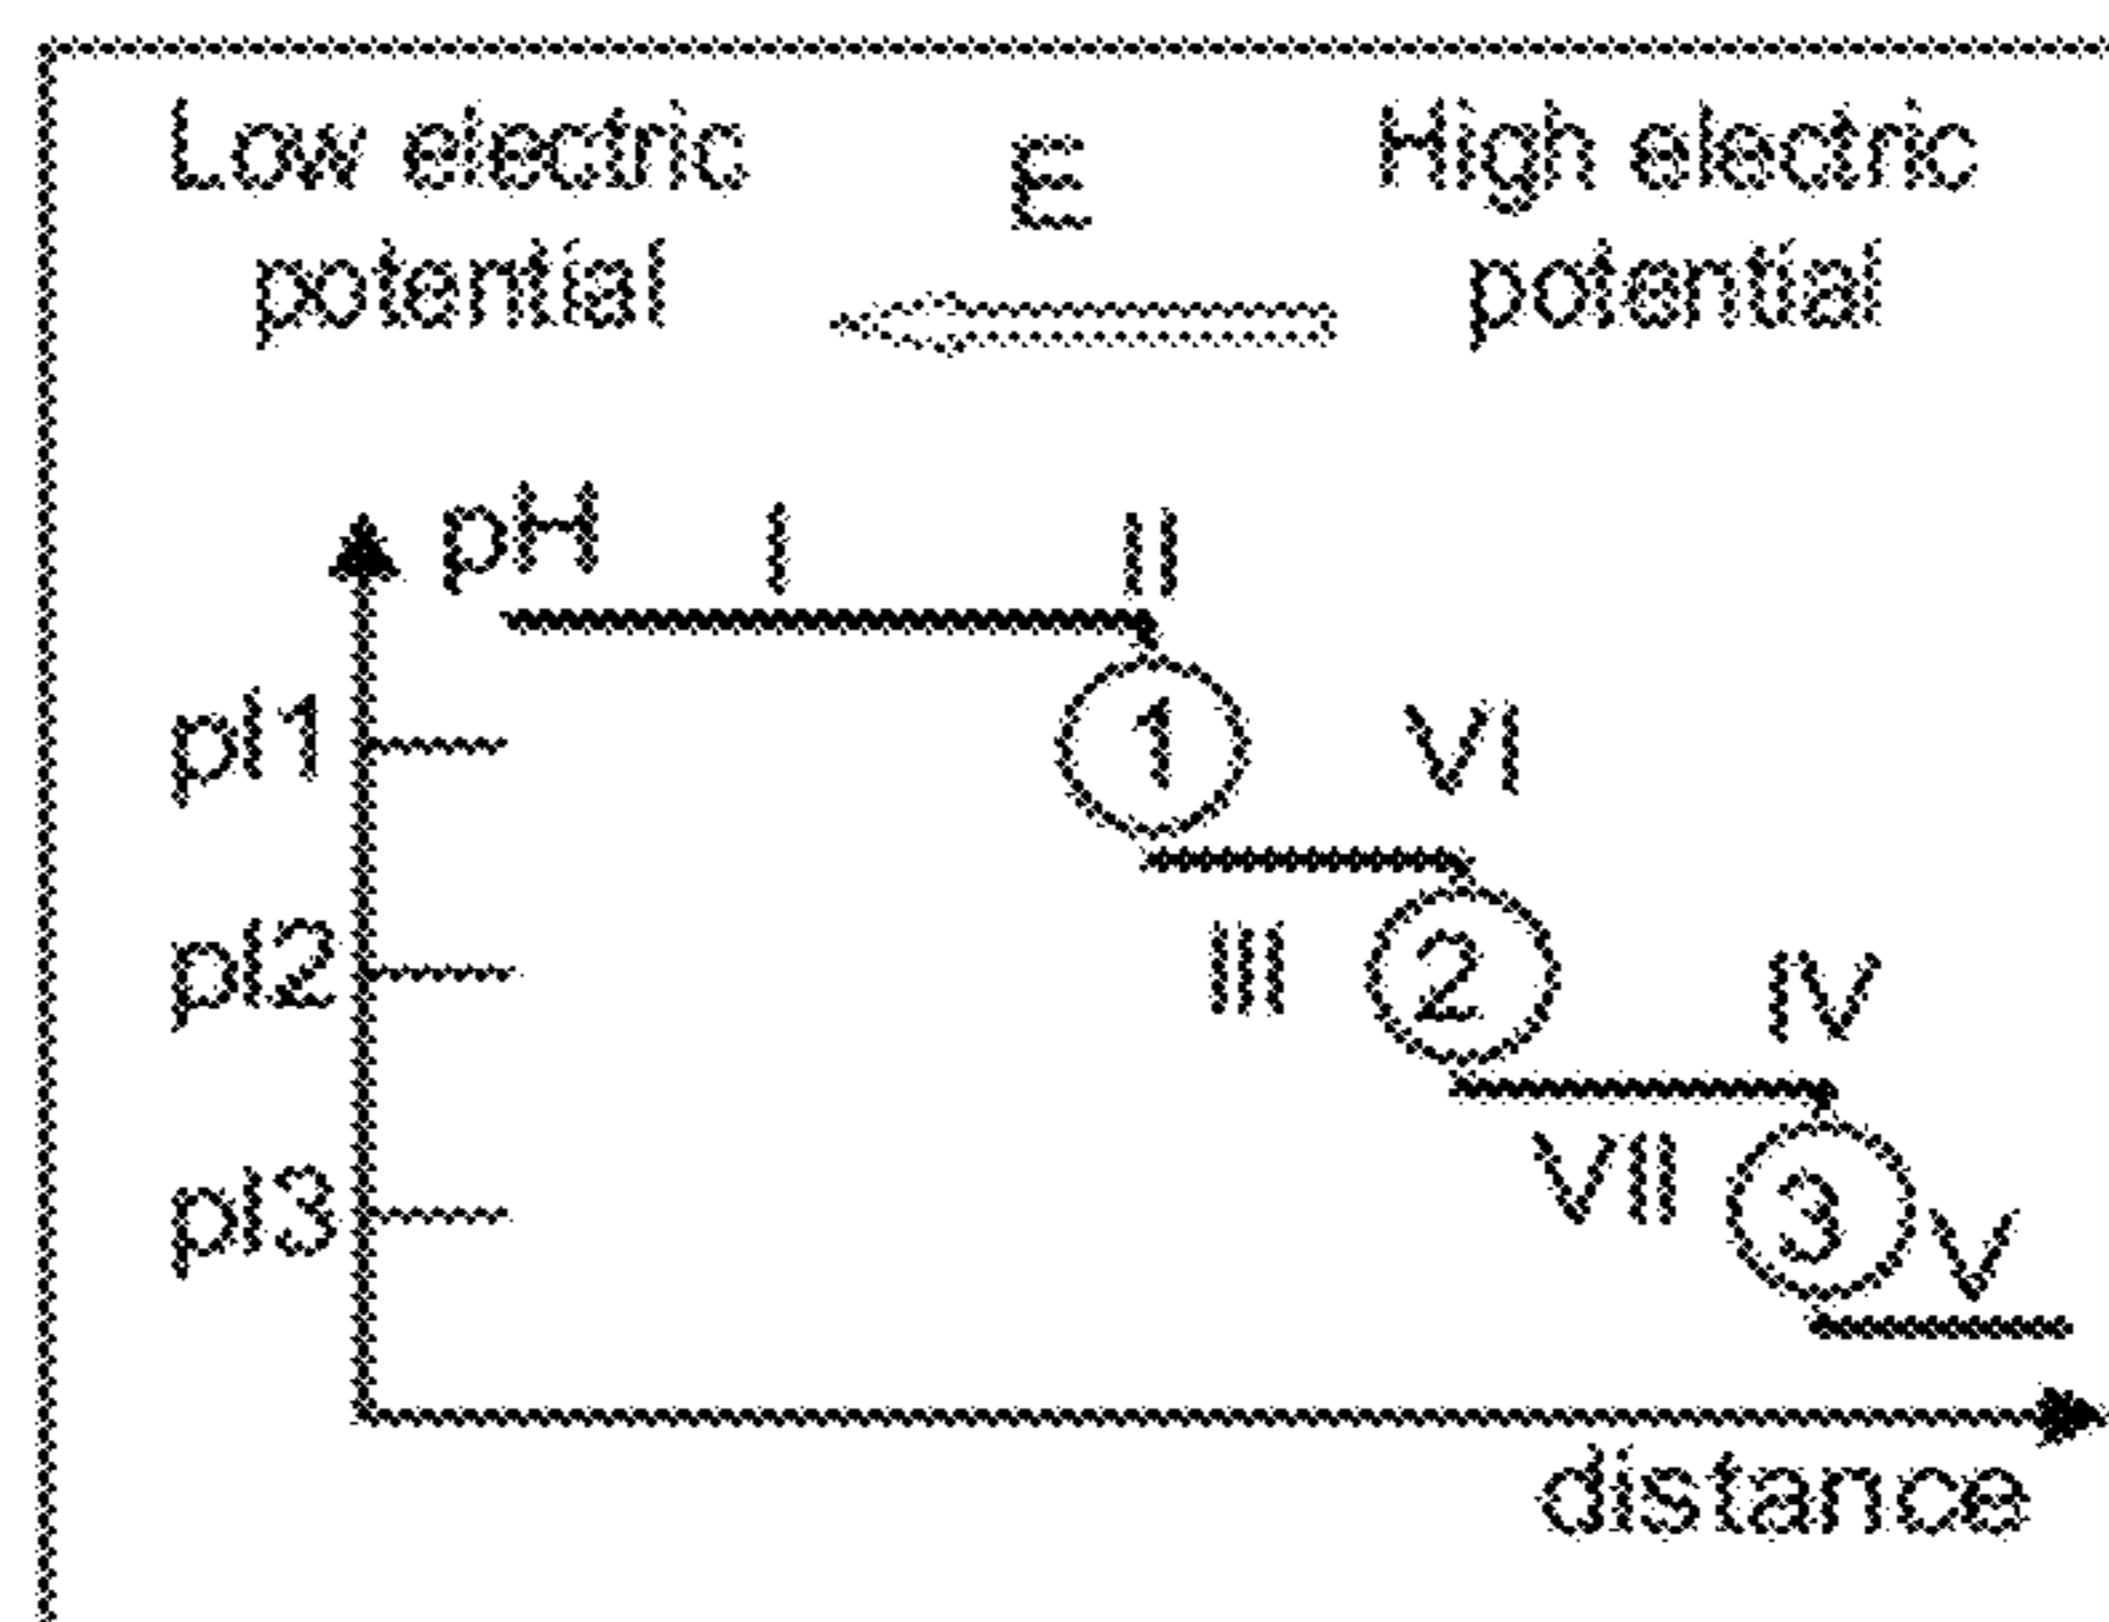 Low electric
potential
E
High electric
potential
pH
I
II
pI1
1
VI
pI2
III
2
IV
pI3
VII
3
V
distance